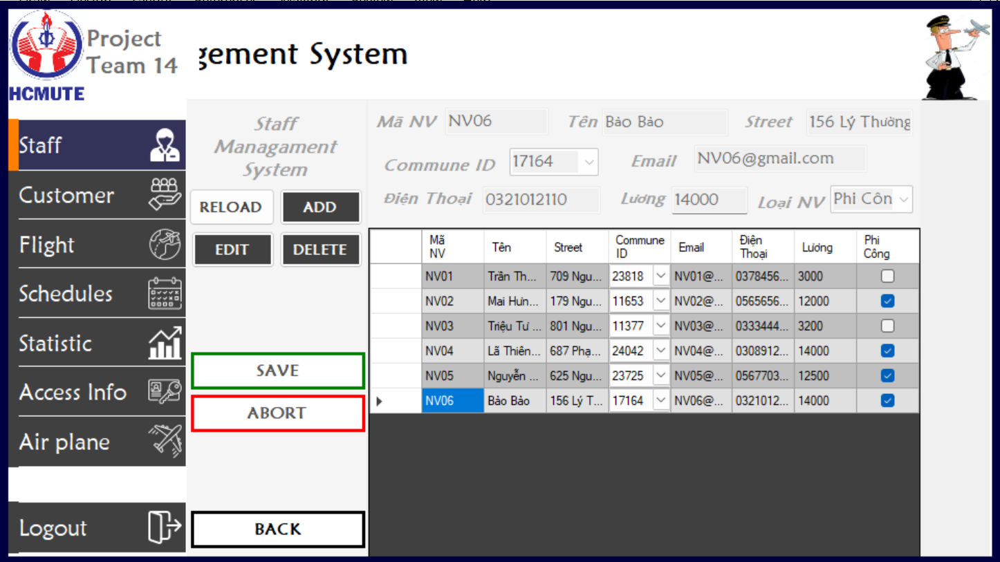 Project
Team 14
HCMUTE
gement System
Staff
Customer
Flight
Schedules
Statistic
Access Info
Air plane
Logout
Staff
Managament
System
RELOAD ADD
EDIT DELETE
SAVE
ABORT
BACK
Mã NV NV06 Tên Bảo Bảo Street 156 Lý Thường
Commune ID 17164 Email NV06@gmail.com
Điện Thoại 0321012110 Lương 14000 Loại NV Phi Côn
Mã NV Tên Street Commune ID Email Điện Thoại Lương Phi Công
NV01 Trần Th... 709 Ngu... 23818 NV01@... 0378456... 3000
NV02 Mai Hưn... 179 Ngu... 11653 NV02@... 0565656... 12000
NV03 Triệu Tư ... 801 Ngu... 11377 NV03@... 0333444... 3200
NV04 Lã Thiên... 687 Phạ... 24042 NV04@... 0308912... 14000
NV05 Nguyễn ... 625 Ngu... 23725 NV05@... 0567703... 12500
NV06 Bảo Bảo 156 Lý T... 17164 NV06@... 0321012... 14000